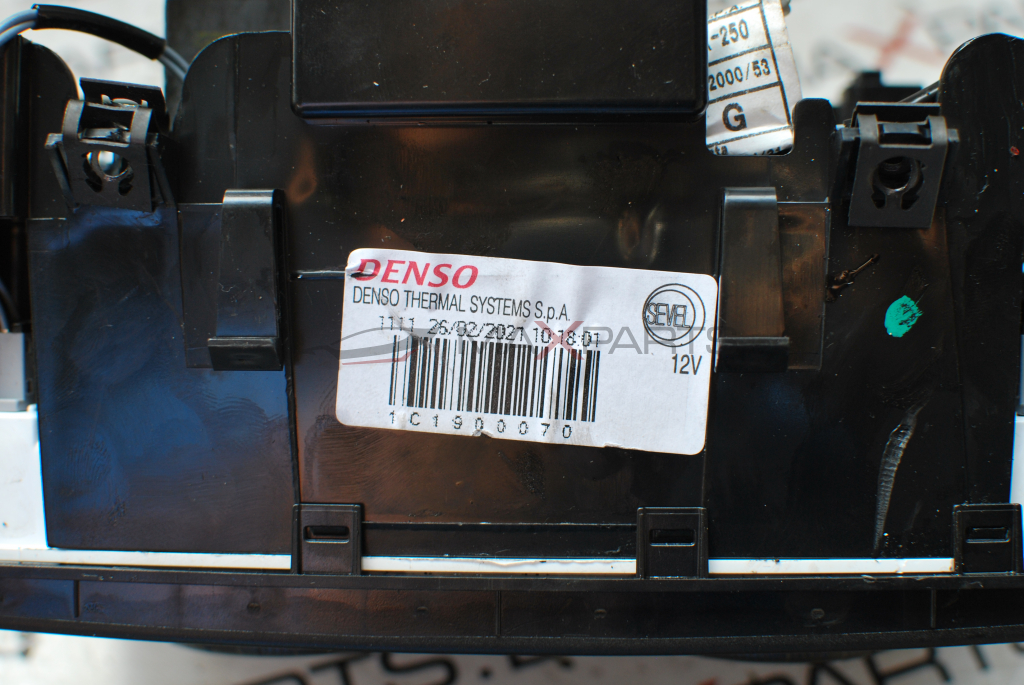 -250
2000/53
G
DENSO
DENSO THERMAL SYSTEMS S.p.A.
1111 26/02/2021 10:18:01
SEVEL
12V
1C1900070